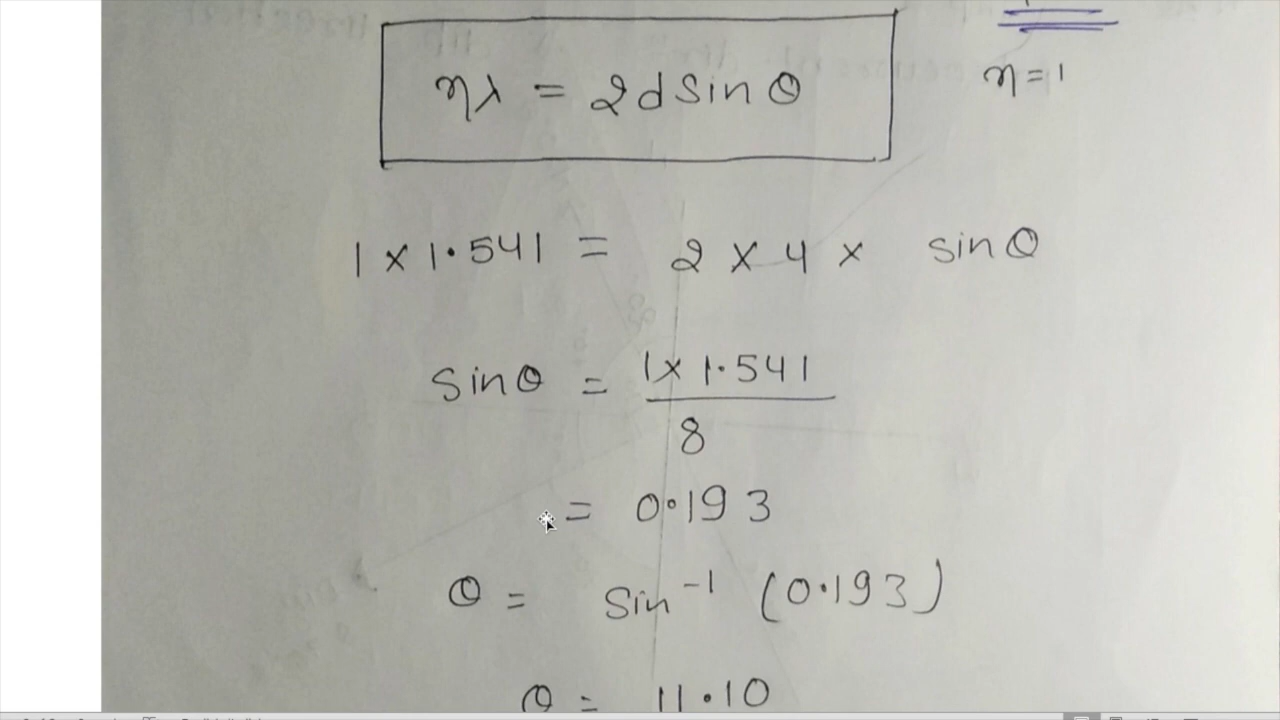 ηλ = 2d sin θ
η = 1
1 × 1.541 = 2 × 4 × sin θ
sin θ = 1 × 1.541
8
= 0.193
θ = sin⁻¹ (0.193)
θ = 11.10